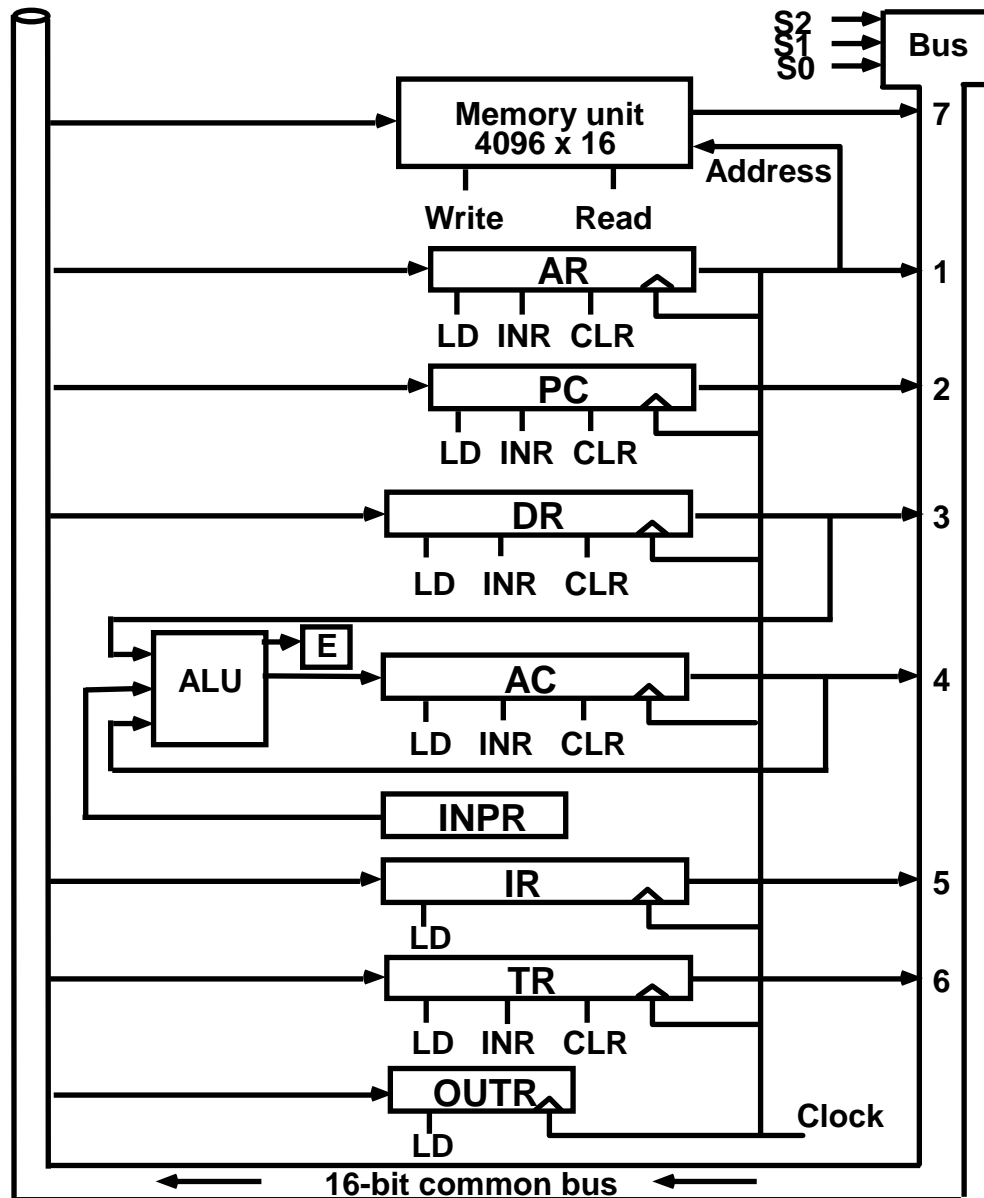 S2
S1
S0
Bus
Memory unit
4096 x 16
7
Address
Write Read
AR
1
LD INR CLR
PC
2
LD INR CLR
DR
3
LD INR CLR
E
ALU
AC
4
LD INR CLR
INPR
IR
5
LD
TR
6
LD INR CLR
OUTR
LD
Clock
16-bit common bus